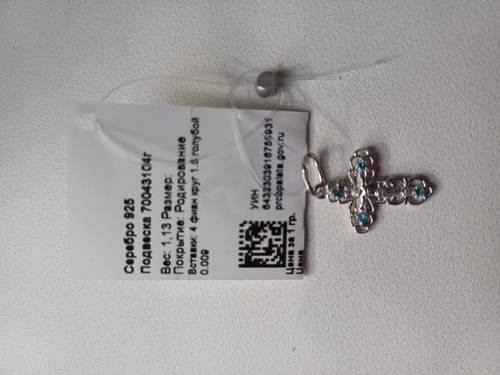 Серебро 925
Подвеска 70043104г
Вес: 1,13 Размер:
Покрытие: Родирование
Вставки: 4 фиан круг 1,5 голубой
0.009
УИН
6432303916756931
probpalata.gov.ru
Цена за 1 гр.
Цена